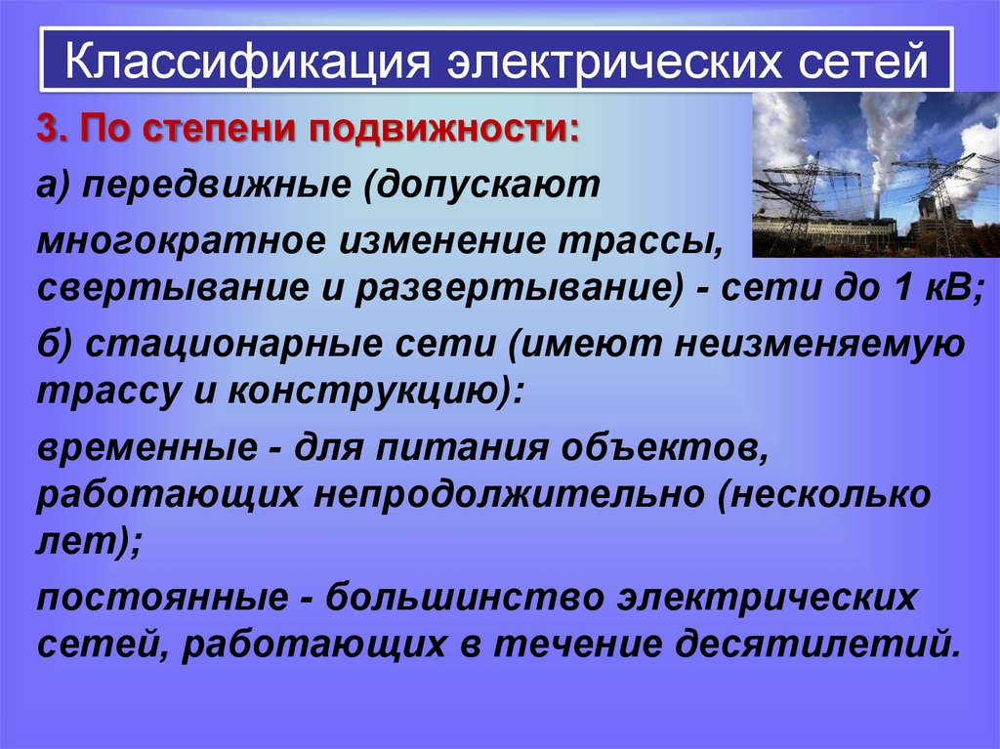 Классификация электрических сетей
3. По степени подвижности:
а) передвижные (допускают
многократное изменение трассы,
свертывание и развертывание) - сети до 1 кВ;
б) стационарные сети (имеют неизменяемую
трассу и конструкцию):
временные - для питания объектов,
работающих непродолжительно (несколько
лет);
постоянные - большинство электрических
сетей, работающих в течение десятилетий.